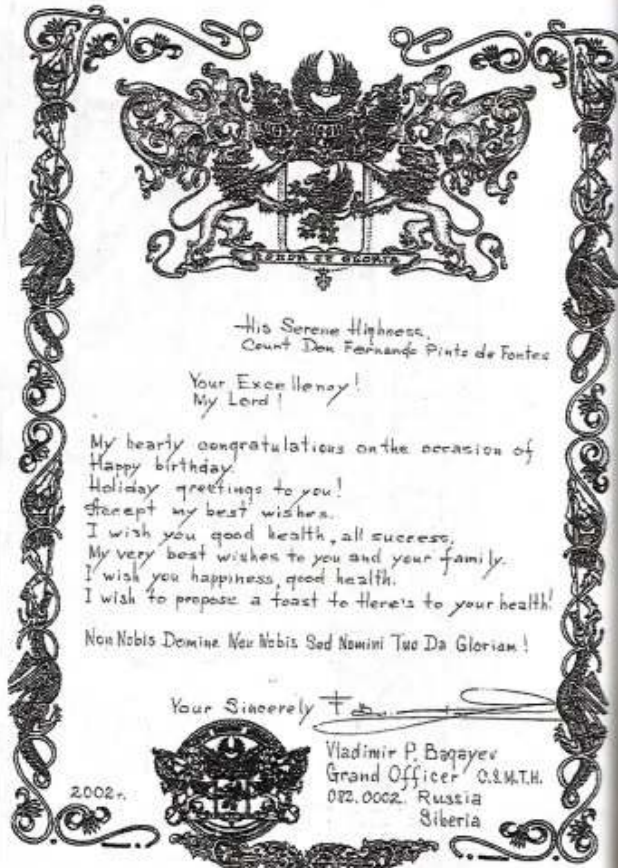 HONOR ET GLORIA
His Serene Highness,
Count Don Fernando Pinto de Fontes
Your Excellency!
My Lord!
My hearty congratulations on the occasion of
Happy birthday!
Holiday greetings to you!
Accept my best wishes.
I wish you good health, all success.
My very best wishes to you and your family.
I wish you happiness, good health.
I wish to propose a toast to Here's to your health!
Non Nobis Domine Non Nobis Sed Nomini Tuo Da Gloriam!
Your Sincerely
Vladimir P. Bagayev
Grand Officer O.S.M.T.H.
082.0002. Russia
Siberia
2002г.